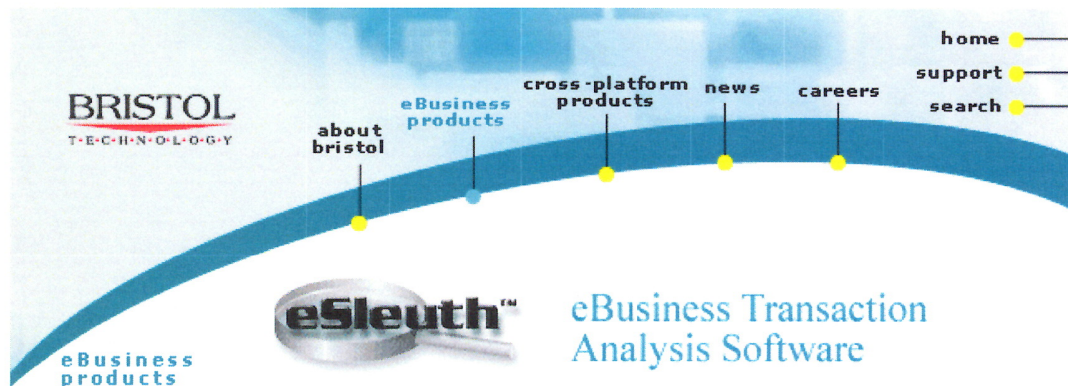 home
support
search
cross-platform
products
news
careers
eBusiness
products
about
bristol
BRISTOL
T•E•C•H•N•O•L•O•G•Y
eSleuth™
eBusiness Transaction
Analysis Software
eBusiness
products